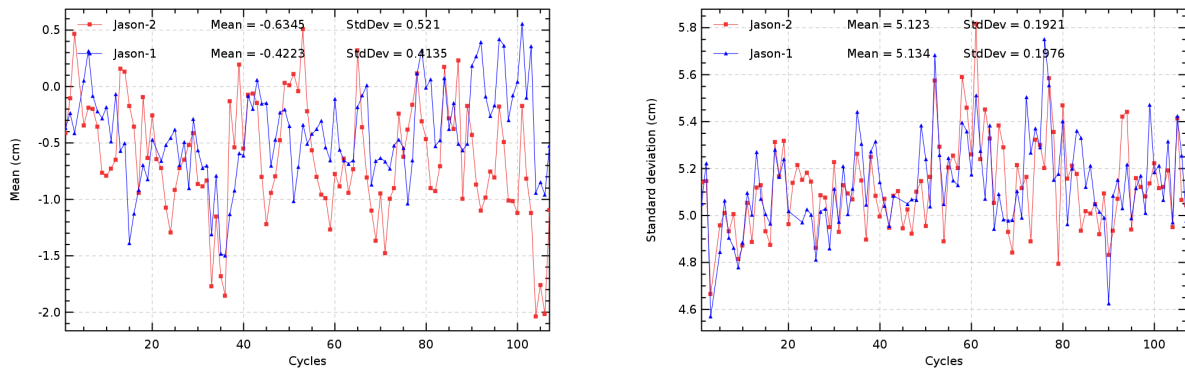 Jason-2 Mean = -0.6345 StdDev = 0.521
Jason-1 Mean = -0.4223 StdDev = 0.4135
0.5
0.0
-0.5
-1.0
-1.5
-2.0
Mean (cm)
20 40 60 80 100
Cycles
Jason-2 Mean = 5.123 StdDev = 0.1921
Jason-1 Mean = 5.134 StdDev = 0.1976
5.8
5.6
5.4
5.2
5.0
4.8
4.6
Standard deviation (cm)
20 40 60 80 100
Cycles